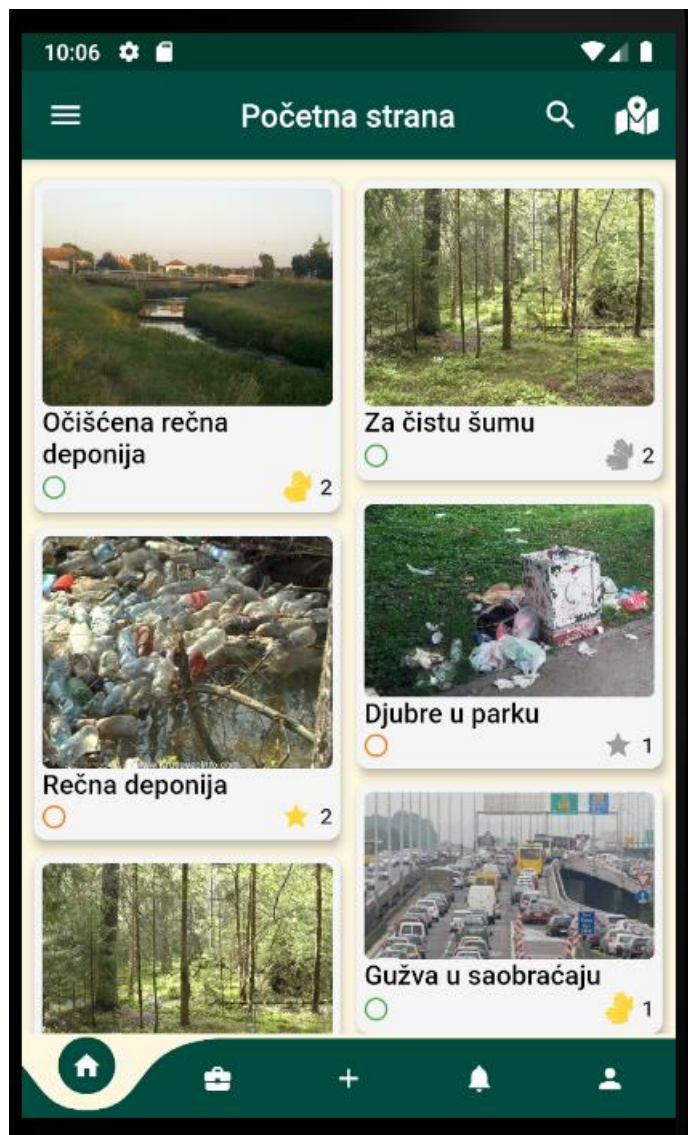 10:06
Početna strana
Očišćena rečna
deponija
2
Za čistu šumu
2
Rečna deponija
2
Djubre u parku
1
Gužva u saobraćaju
1